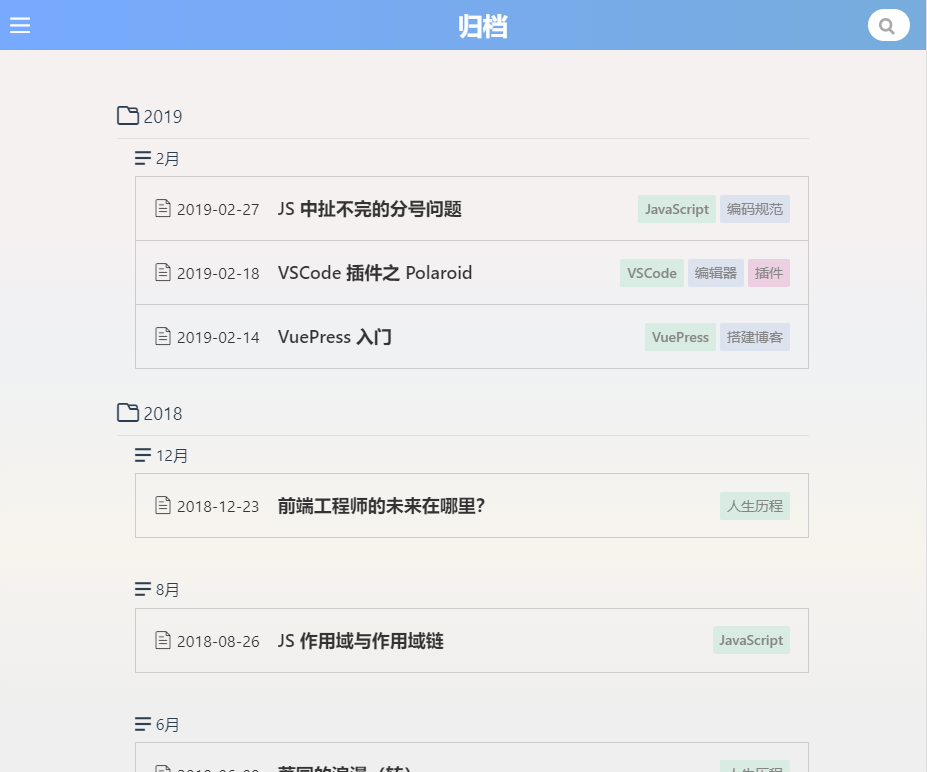 归档
2019
2月
2019-02-27 JS 中扯不完的分号问题 JavaScript 编码规范
2019-02-18 VSCode 插件之 Polaroid VSCode 编辑器 插件
2019-02-14 VuePress 入门 VuePress 搭建博客
2018
12月
2018-12-23 前端工程师的未来在哪里? 人生历程
8月
2018-08-26 JS 作用域与作用域链 JavaScript
6月
人生历程